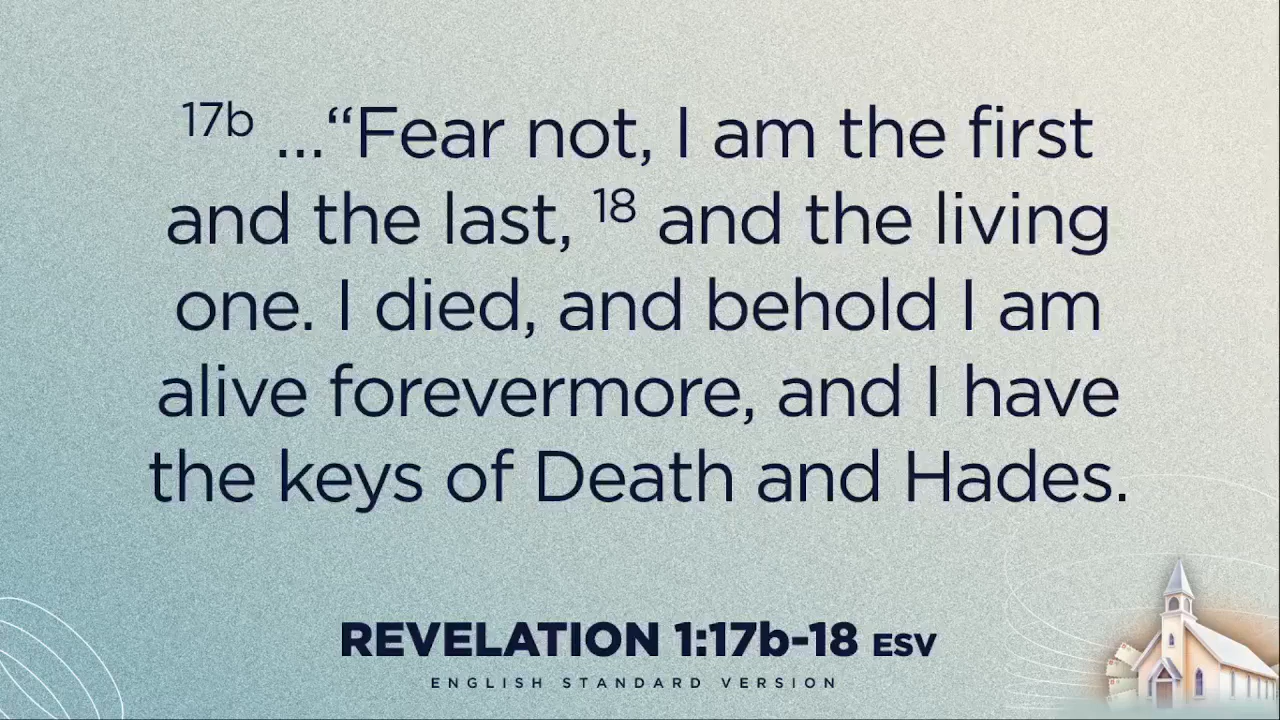 17b ...“Fear not, I am the first
and the last, 18 and the living
one. I died, and behold I am
alive forevermore, and I have
the keys of Death and Hades.
REVELATION 1:17b-18 ESV
ENGLISH STANDARD VERSION